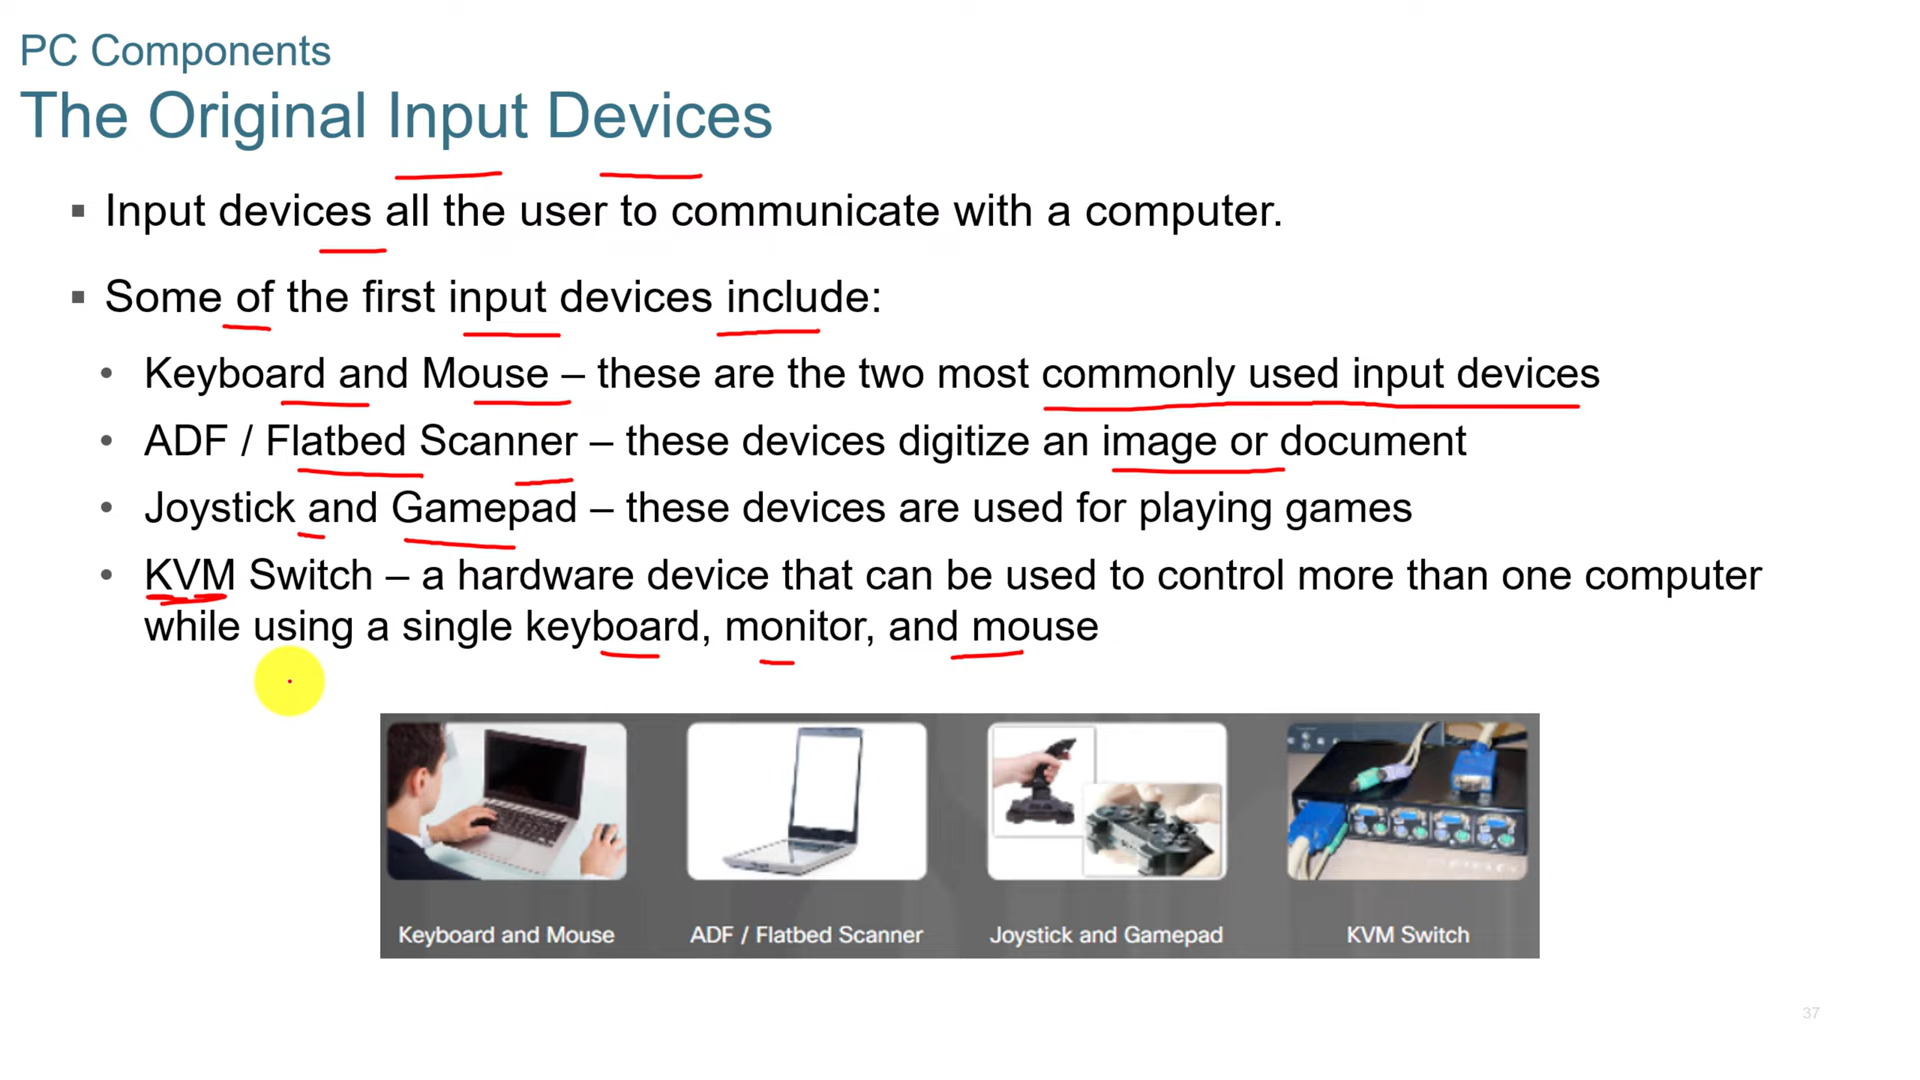 PC Components
The Original Input Devices
▪ Input devices all the user to communicate with a computer.
▪ Some of the first input devices include:
• Keyboard and Mouse – these are the two most commonly used input devices
• ADF / Flatbed Scanner – these devices digitize an image or document
• Joystick and Gamepad – these devices are used for playing games
• KVM Switch – a hardware device that can be used to control more than one computer
while using a single keyboard, monitor, and mouse
Keyboard and Mouse
ADF / Flatbed Scanner
Joystick and Gamepad
KVM Switch
37